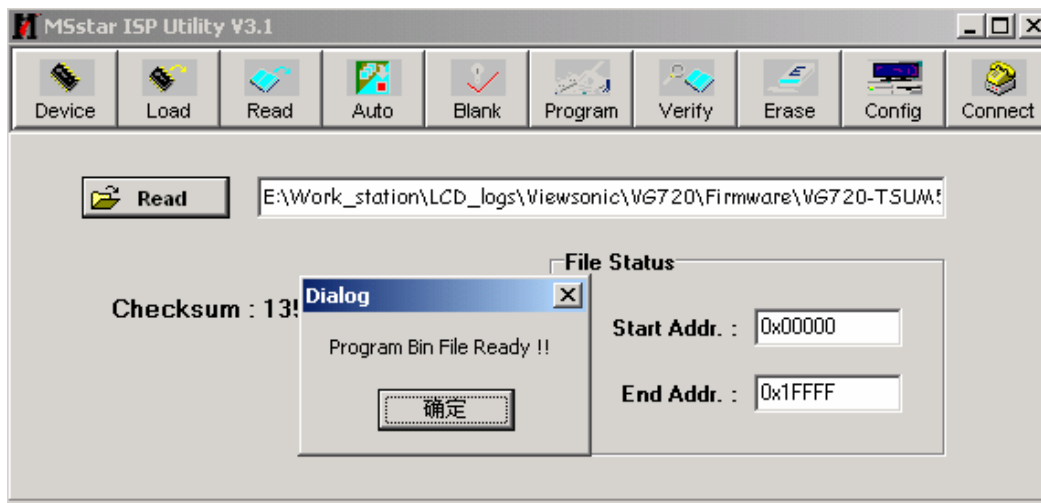 MSstar ISP Utility V3.1
Device Load Read Auto Blank Program Verify Erase Config Connect
Read E:\Work_station\LCD_logs\Viewsonic\VG720\Firmware\VG720-TSUM5
File Status
Dialog
Checksum : 135
Start Addr. : 0x00000
Program Bin File Ready !!
End Addr. : 0x1FFFF
确定